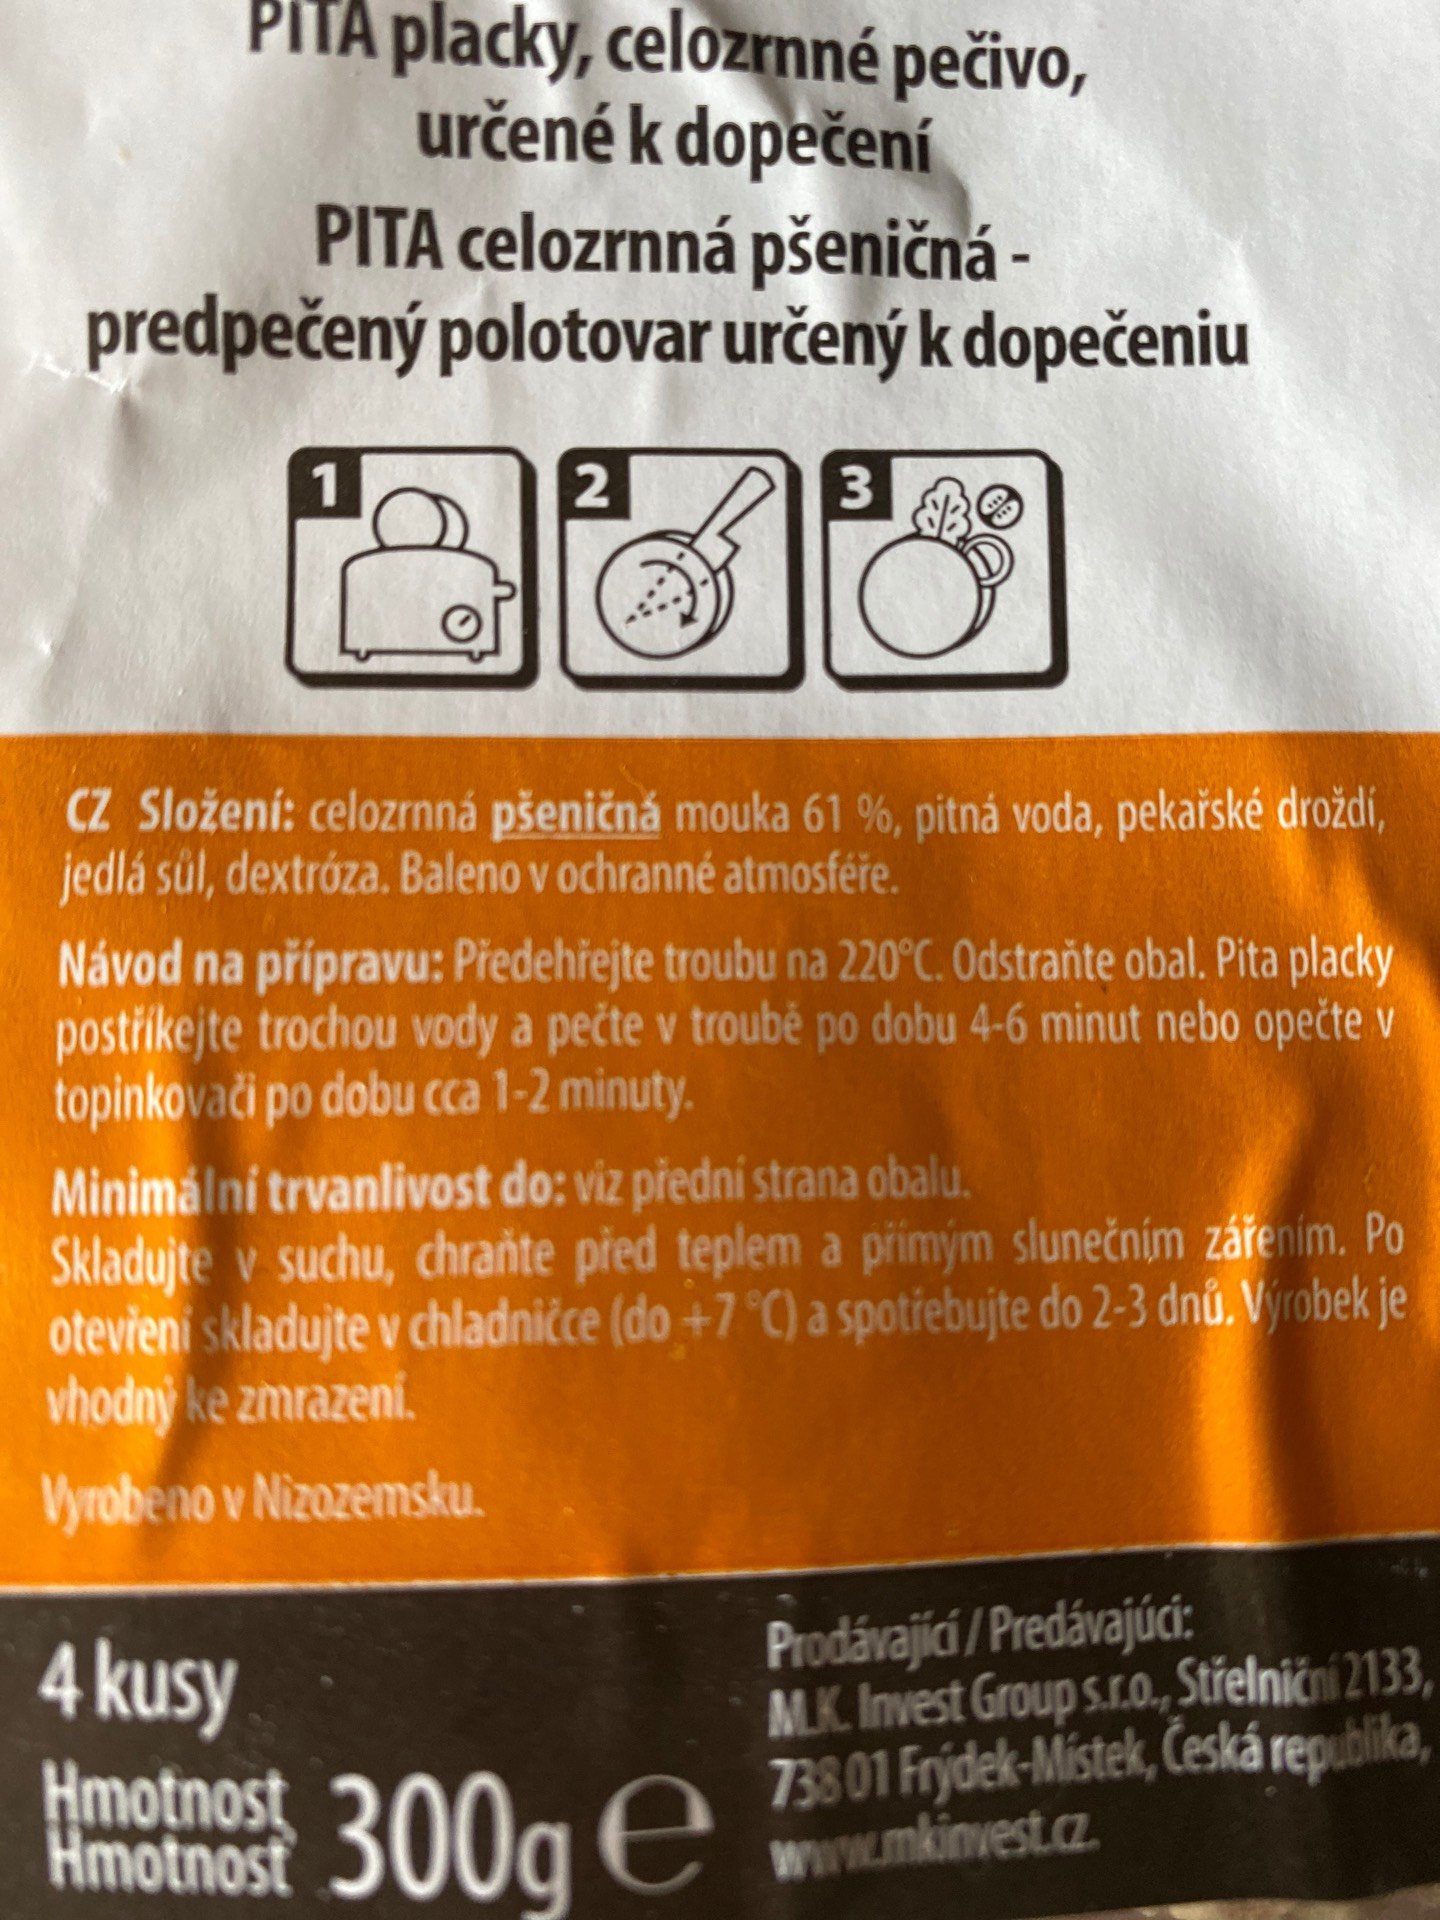 PITA placky, celozrnné pečivo,
určené k dopečení
PITA celozrnná pšeničná -
predpečený polotovar určený k dopečeniu
1 2 3
CZ Složení: celozrnná pšeničná mouka 61 %, pitná voda, pekařské droždí,
jedlá sůl, dextróza. Baleno v ochranné atmosféře.
Návod na přípravu: Předehřejte troubu na 220°C. Odstraňte obal. Pita placky
postříkejte trochou vody a pečte v troubě po dobu 4-6 minut nebo opečte v
topinkovači po dobu cca 1-2 minuty.
Minimální trvanlivost do: viz přední strana obalu.
Skladujte v suchu, chraňte před teplem a přímým slunečním zářením. Po
otevření skladujte v chladničce (do +7 °C) a spotřebujte do 2-3 dnů. Výrobek je
vhodný ke zmrazení.
Vyrobeno v Nizozemsku.
4 kusy
Hmotnost
Hmotnosť 300g e
Prodávající / Predávajúci:
M.K. Invest Group s.r.o., Střelniční 2133,
738 01 Frýdek-Místek, Česká republika,
www.mkinvest.cz.